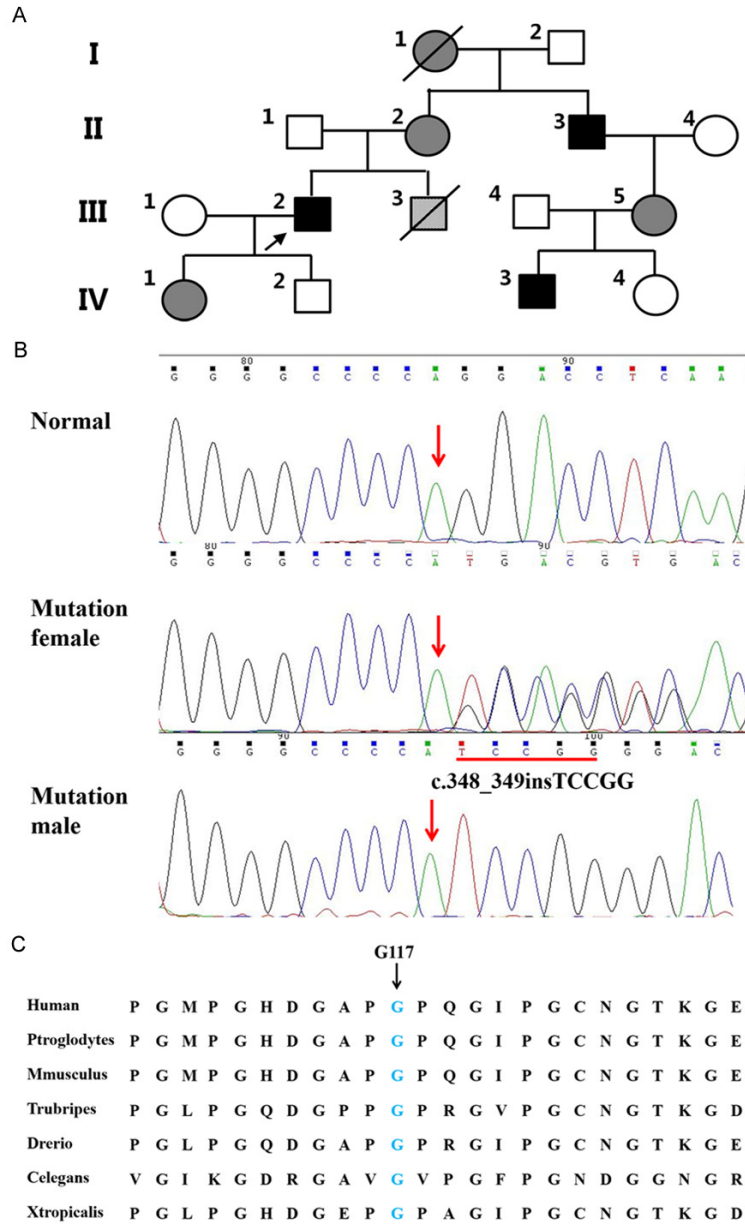 A
I
1
2
II
1
2
3
4
III
1
2
3
4
5
IV
1
2
3
4
B
80
90
G G G G C C C C A G G A C C T C A A
Normal
80
90
G G G G C C C C A T G A C G T G A C
Mutation
female
90
100
G G G G C C C C A T C C G G G G A C
c.348_349insTCCGG
Mutation
male
C
G117
Human P G M P G H D G A P G P Q G I P G C N G T K G E
Ptroglodytes P G M P G H D G A P G P Q G I P G C N G T K G E
Mmusculus P G M P G H D G A P G P Q G I P G C N G T K G E
Trubripes P G L P G Q D G P P G P R G V P G C N G T K G D
Drerio P G L P G Q D G A P G P R G I P G C N G T K G E
Celegans V G I K G D R G A V G V P G F P G N D G G N G R
Xtropicalis P G L P G H D G E P G P A G I P G C N G T K G D